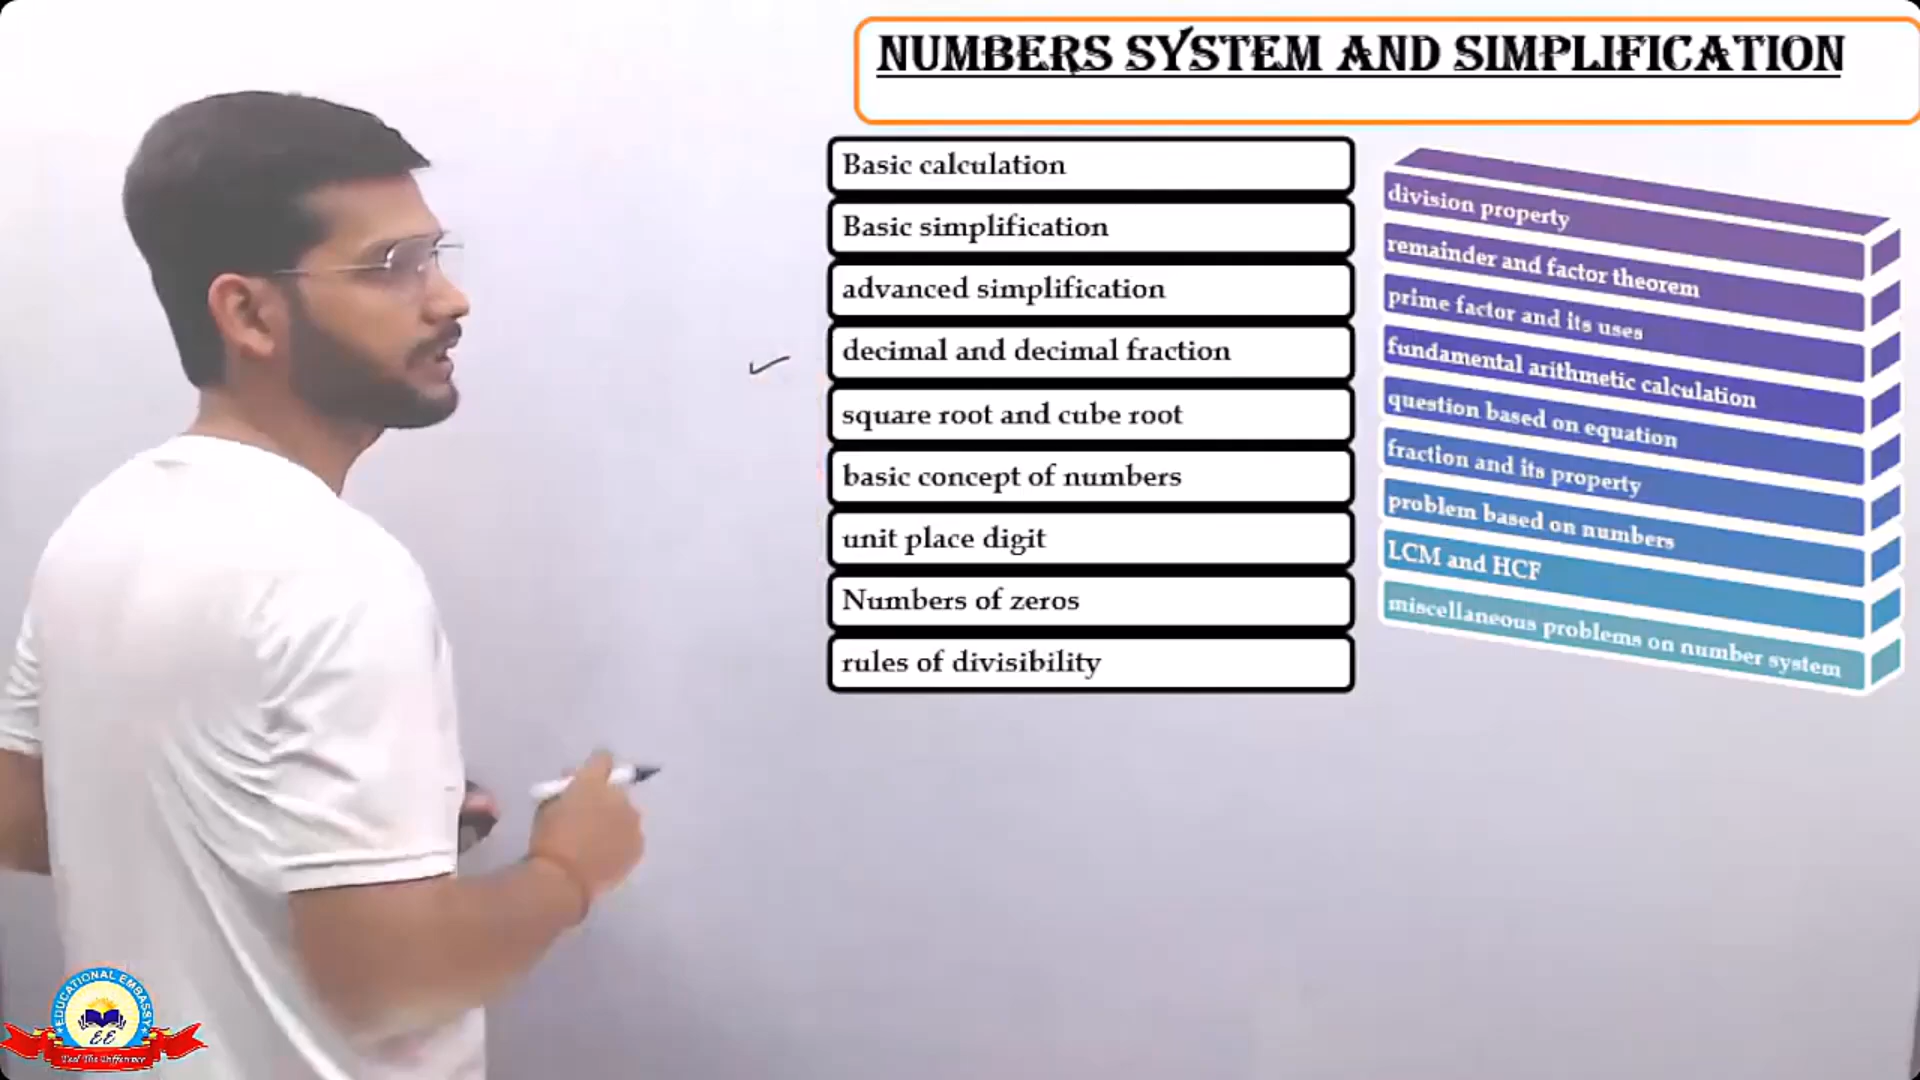 NUMBERS SYSTEM AND SIMPLIFICATION
Basic calculation
Basic simplification
advanced simplification
decimal and decimal fraction
square root and cube root
basic concept of numbers
unit place digit
Numbers of zeros
rules of divisibility
division property
remainder and factor theorem
prime factor and its uses
fundamental arithmetic calculation
question based on equation
fraction and its property
problem based on numbers
LCM and HCF
miscellaneous problems on number system
EDUCATIONAL EMBASSY
EE
Feel The Difference